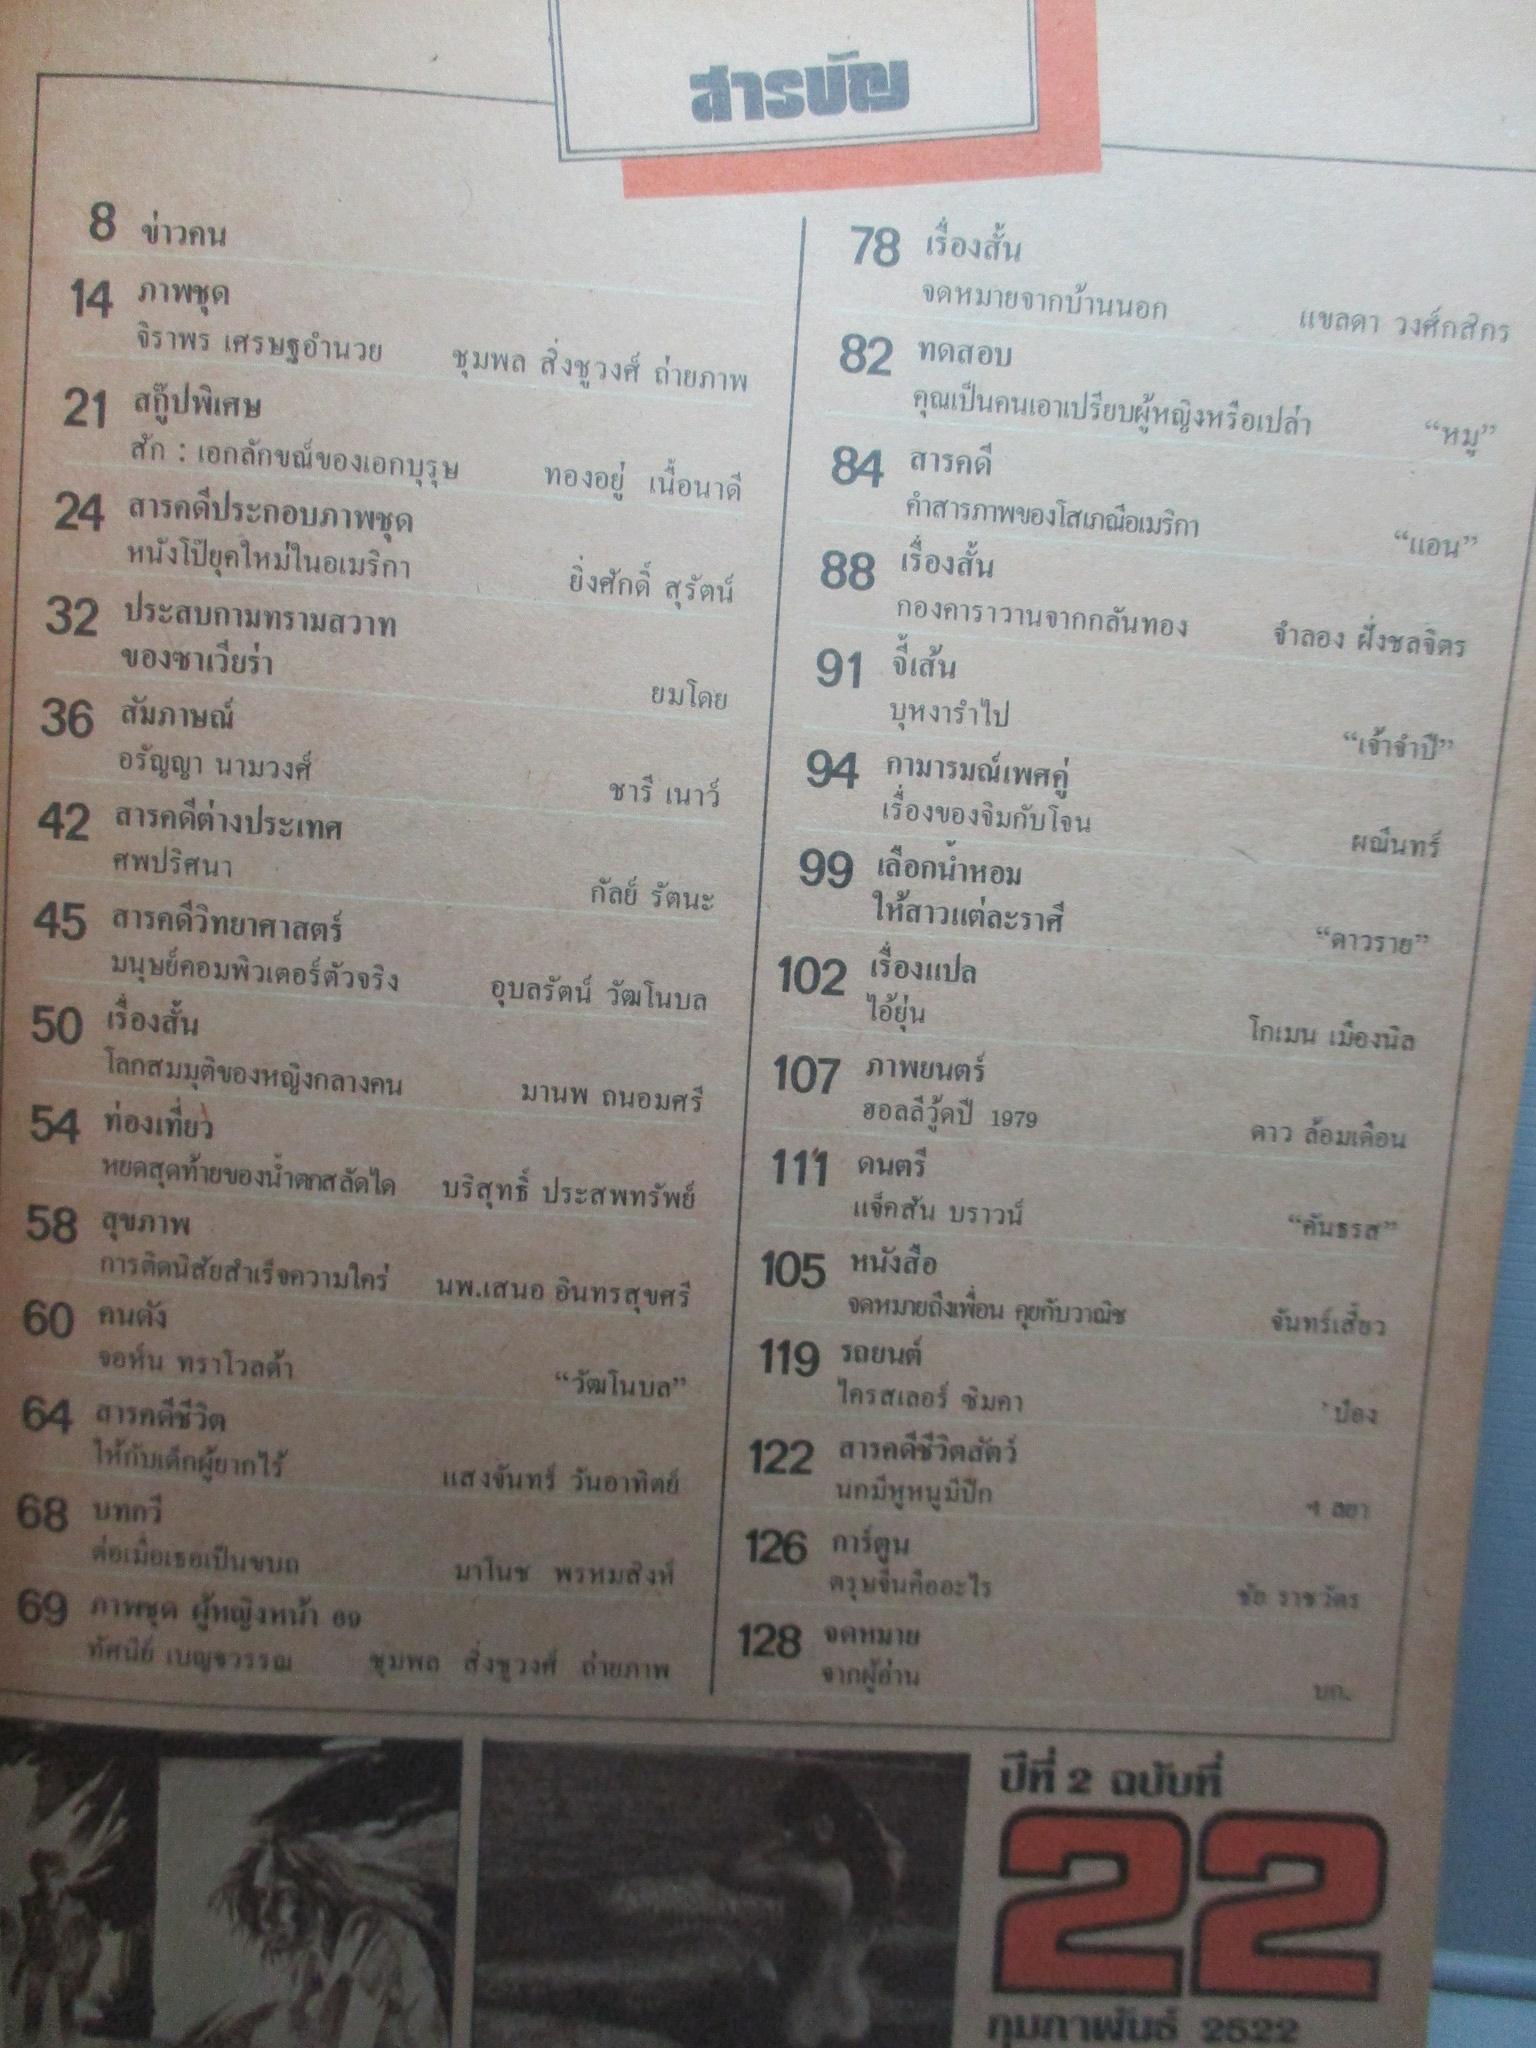 สารบัญ
8 ข่าวคน
14 ภาพชุด
จิราพร เศรษฐอำนวย ชุมพล สิ่งชูวงศ์ ถ่ายภาพ
21 สกู๊ปพิเศษ
สัก : เอกลักขณ์ของเอกบุรุษ ทองอยู่ เนื้อนาดี
24 สารคดีประกอบภาพชุด
หนังโป๊ยุคใหม่ในอเมริกา ยิ่งศักดิ์ สุรัตน์
32 ประสบกามทรามสวาท
ของซาเวียร่า ยมโดย
36 สัมภาษณ์
อรัญญา นามวงศ์ ชารี เนาว์
42 สารคดีต่างประเทศ
ศพปริศนา กัลย์ รัตนะ
45 สารคดีวิทยาศาสตร์
มนุษย์คอมพิวเตอร์ตัวจริง อุบลรัตน์ วัฒโนบล
50 เรื่องสั้น
โลกสมมุติของหญิงกลางคน มานพ ถนอมศรี
54 ท่องเที่ยว
หยดสุดท้ายของน้ำตกสลัดได บริสุทธิ์ ประสพทรัพย์
58 สุขภาพ
การติดนิสัยสำเร็จความใคร่ นพ.เสนอ อินทรสุขศรี
60 คนดัง
จอห์น ทราโวลต้า “วัฒโนบล”
64 สารคดีชีวิต
ให้กับเด็กผู้ยากไร้ แสงจันทร์ วันอาทิตย์
68 บทกวี
ต่อเมื่อเธอเป็นขบถ มาโนช พรหมสิงห์
69 ภาพชุด ผู้หญิงหน้า ๖๙
ทัศนีย์ เบญจวรรณ ชุมพล สิ่งชูวงศ์ ถ่ายภาพ
78 เรื่องสั้น
จดหมายจากบ้านนอก แขลดา วงศ์กสิกร
82 ทดสอบ
คุณเป็นคนเอาเปรียบผู้หญิงหรือเปล่า “หมู”
84 สารคดี
คำสารภาพของโสเภณีอเมริกา “แอน”
88 เรื่องสั้น
กองคาราวานจากกลันทอง จำลอง ฝั่งชลจิตร
91 จี้เส้น
บุหงารำไป “เจ้าจำปี”
94 กามารมณ์เพศคู่
เรื่องของจิมกับโจน ผณินทร์
99 เลือกน้ำหอม
ให้สาวแต่ละราศี “ดาวราย”
102 เรื่องแปล
ไอ้ยุ่น โกเมน เมืองนิล
107 ภาพยนตร์
ฮอลลีวู้ดปี 1979 ดาว ล้อมเดือน
111 ดนตรี
แจ็คสัน บราวน์ “คันธรส”
105 หนังสือ
จดหมายถึงเพื่อน คุยกับวาณิช จันทร์เสี้ยว
119 รถยนต์
ไครสเลอร์ ซิมคา ป๋อง
122 สารคดีชีวิตสัตว์
นกมีหูหนูมีปีก
126 การ์ตูน
ตรุษจีนคืออะไร ชัย ราชวัตร
128 จดหมาย
จากผู้อ่าน บก.
ปีที่ 2 ฉบับที่
22
กุมภาพันธ์ 2522